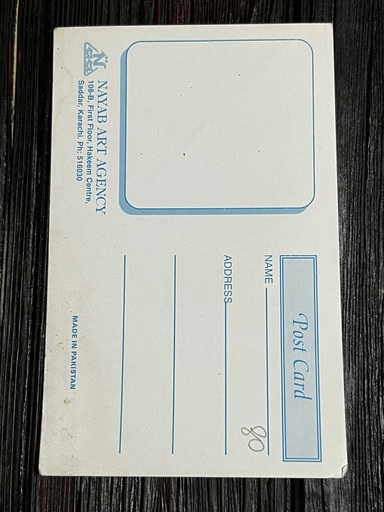 Post Card
NAME
80
ADDRESS
N
NAYAB ART AGENCY
108-B, First Floor, Hakeem Centre,
Saddar, Karachi. Ph: 516030
MADE IN PAKISTAN